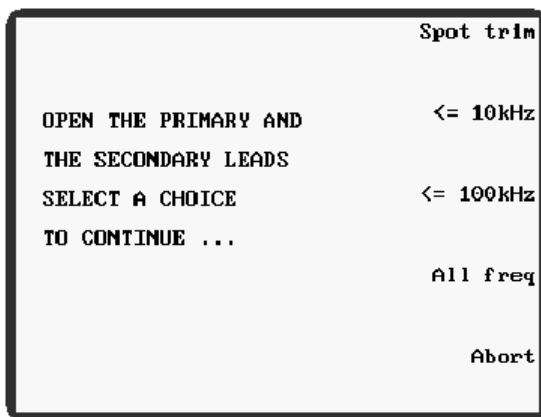 Spot trim
OPEN THE PRIMARY AND
<= 10kHz
THE SECONDARY LEADS
SELECT A CHOICE
<= 100kHz
TO CONTINUE ...
All freq
Abort